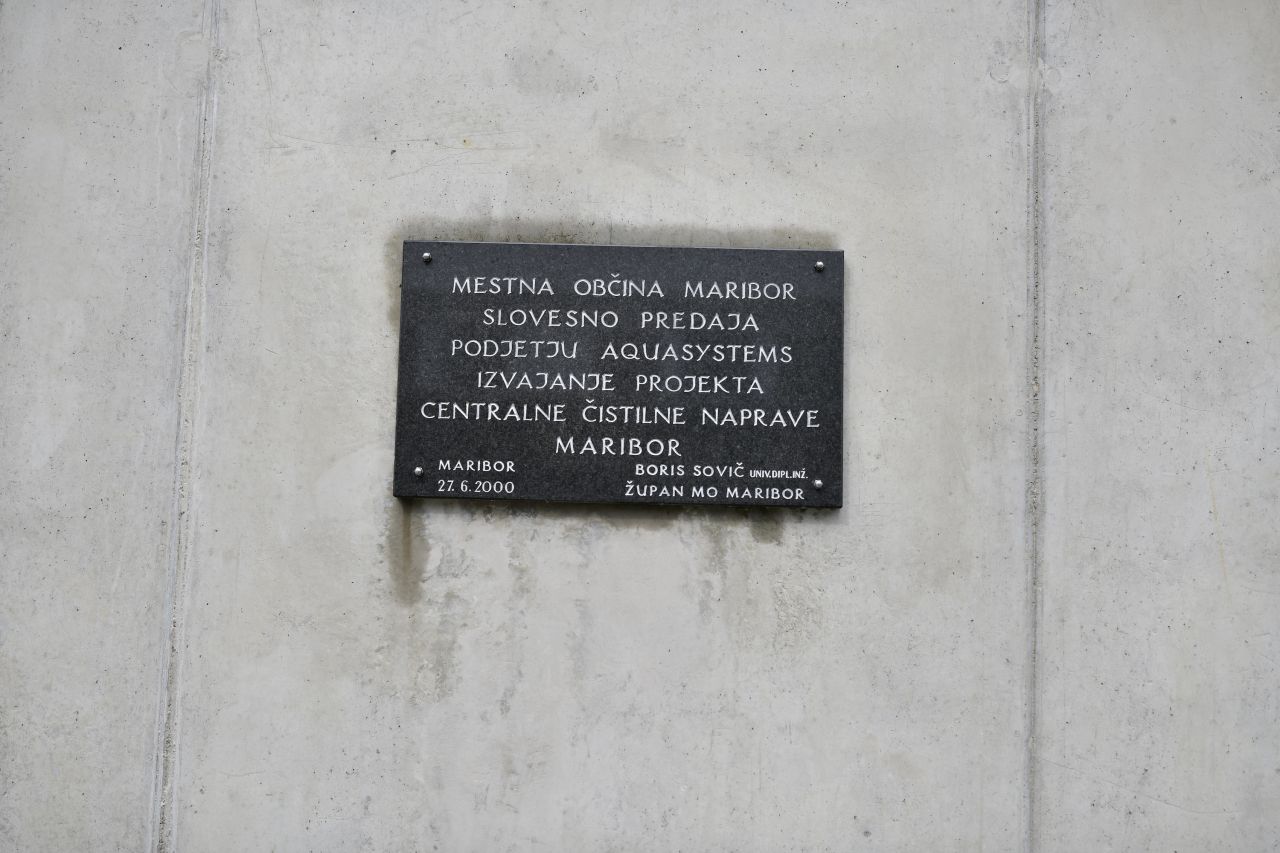 MESTNA OBČINA MARIBOR
SLOVESNO PREDAJA
PODJETJU AQUASYSTEMS
IZVAJANJE PROJEKTA
CENTRALNE ČISTILNE NAPRAVE
MARIBOR
MARIBOR
27. 6. 2000
BORIS SOVIČ UNIV.DIPL.INŽ.
ŽUPAN MO MARIBOR